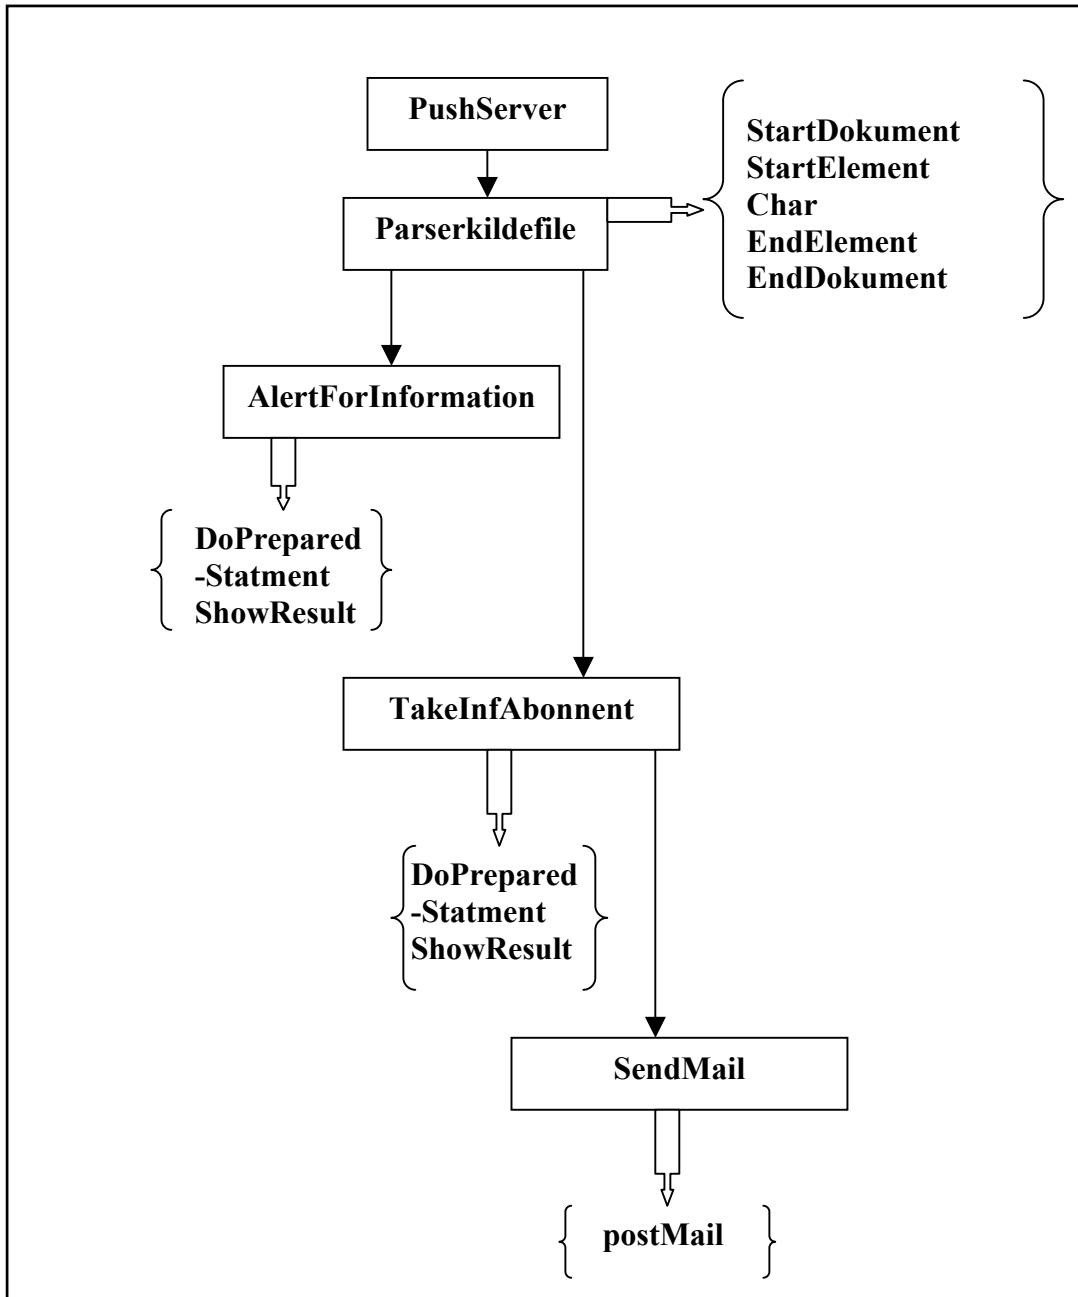 PushServer
StartDokument
StartElement
Char
EndElement
EndDokument
Parserkildefile
AlertForInformation
DoPrepared
-Statment
ShowResult
TakeInfAbonnent
DoPrepared
-Statment
ShowResult
SendMail
postMail